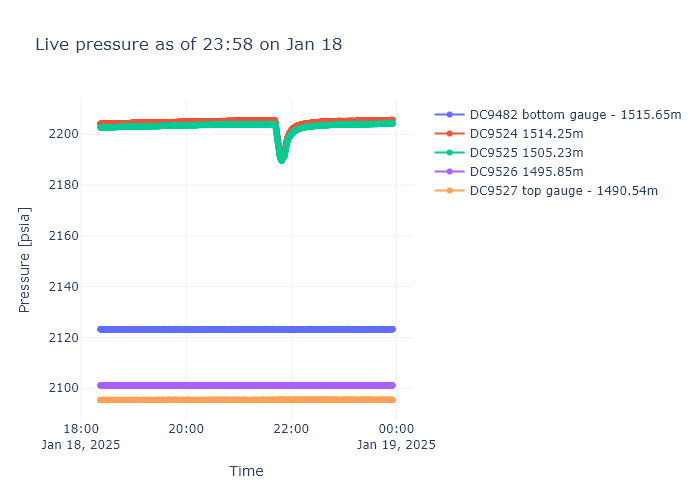 Live pressure as of 23:58 on Jan 18
DC9482 bottom gauge - 1515.65m
DC9524 1514.25m
DC9525 1505.23m
DC9526 1495.85m
DC9527 top gauge - 1490.54m
Pressure [psia]
2200
2180
2160
2140
2120
2100
18:00
Jan 18, 2025
20:00
22:00
00:00
Jan 19, 2025
Time